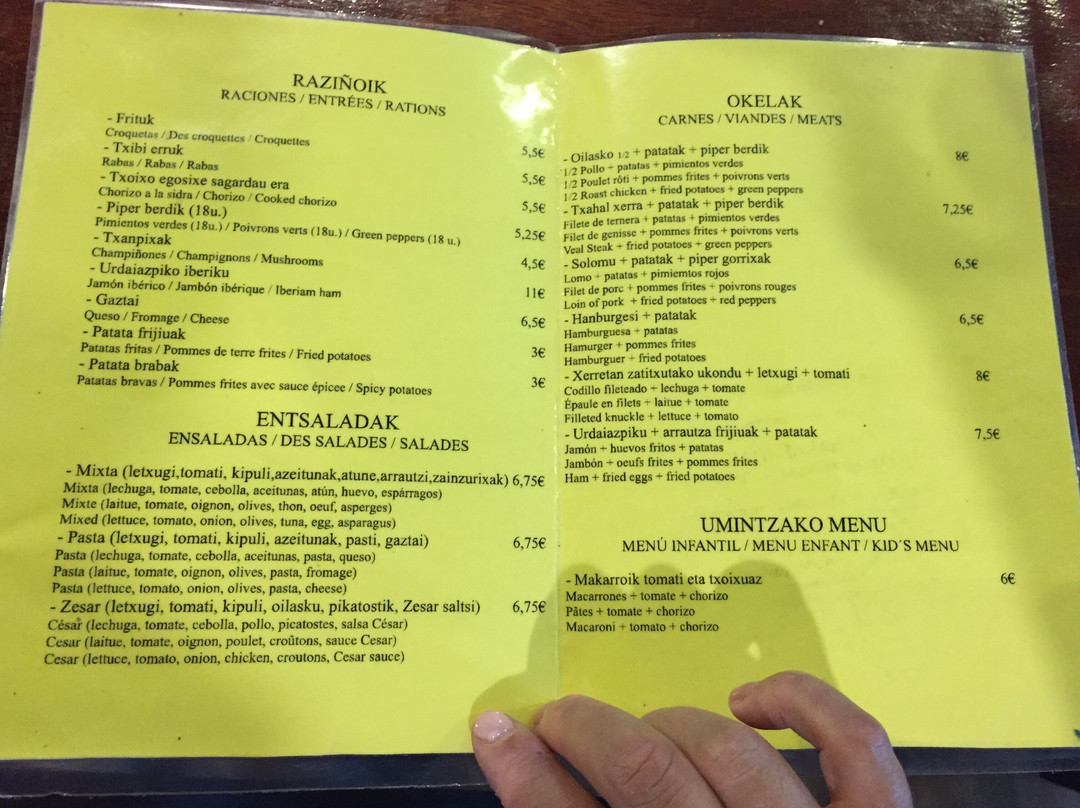 RAZIÑOIK
RACIONES / ENTRÉES / RATIONS
- Frituk
Croquetas / Des croquettes / Croquettes 5,5€
- Txibi erruk
Rabas / Rabas / Rabas 5,5€
- Txoixo egosixe sagardau era
Chorizo a la sidra / Chorizo / Cooked chorizo 5,5€
- Piper berdik (18u.)
Pimientos verdes (18u.) / Poivrons verts (18u.) / Green peppers (18 u.) 5,25€
- Txanpixak
Champiñones / Champignons / Mushrooms 4,5€
- Urdaiazpiko iberiku
Jamón ibérico / Jambón ibérique / Iberiam ham 11€
- Gaztai
Queso / Fromage / Cheese 6,5€
- Patata frijiuak
Patatas fritas / Pommes de terre frites / Fried potatoes 3€
- Patata brabak
Patatas bravas / Pommes frites avec sauce épicee / Spicy potatoes 3€
ENTSALADAK
ENSALADAS / DES SALADES / SALADES
- Mixta (letxugi,tomati, kipuli,azeitunak,atune,arrautzi,zainzurixak) 6,75€
Mixta (lechuga, tomate, cebolla, aceitunas, atún, huevo, espárragos)
Mixte (laitue, tomate, oignon, olives, thon, oeuf, asperges)
Mixed (lettuce, tomato, onion, olives, tuna, egg, asparagus)
- Pasta (letxugi, tomati, kipuli, azeitunak, pasti, gaztai) 6,75€
Pasta (lechuga, tomate, cebolla, aceitunas, pasta, queso)
Pasta (laitue, tomate, oignon, olives, pasta, fromage)
Pasta (lettuce, tomato, onion, olives, pasta, cheese)
- Zesar (letxugi, tomati, kipuli, oilasku, pikatostik, Zesar saltsi) 6,75€
César (lechuga, tomate, cebolla, pollo, picatostes, salsa César)
Cesar (laitue, tomate, oignon, poulet, croûtons, sauce Cesar)
Cesar (lettuce, tomato, onion, chicken, croutons, Cesar sauce)
OKELAK
CARNES / VIANDES / MEATS
- Oilasko 1/2 + patatak + piper berdik 8€
1/2 Pollo + patatas + pimientos verdes
1/2 Poulet rôti + pommes frites + poivrons verts
1/2 Roast chicken + fried potatoes + green peppers
- Txahal xerra + patatak + piper berdik 7,25€
Filete de ternera + patatas + pimientos verdes
Filet de genisse + pommes frites + poivrons verts
Veal Steak + fried potatoes + green peppers
- Solomu + patatak + piper gorrixak 6,5€
Lomo + patatas + pimiemtos rojos
Filet de porc + pommes frites + poivrons rouges
Loin of pork + fried potatoes + red peppers
- Hanburgesi + patatak 6,5€
Hamburguesa + patatas
Hamurger + pommes frites
Hamburguer + fried potatoes
- Xerretan zatitxutako ukondu + letxugi + tomati 8€
Codillo fileteado + lechuga + tomate
Épaule en filets + laitue + tomate
Filleted knuckle + lettuce + tomato
- Urdaiazpiku + arrautza frijiuak + patatak 7,5€
Jamón + huevos fritos + patatas
Jambón + oeufs frites + pommes frites
Ham + fried eggs + fried potatoes
UMINTZAKO MENU
MENÚ INFANTIL / MENU ENFANT / KID´S MENU
- Makarroik tomati eta txoixuaz 6€
Macarrones + tomate + chorizo
Pâtes + tomate + chorizo
Macaroni + tomato + chorizo